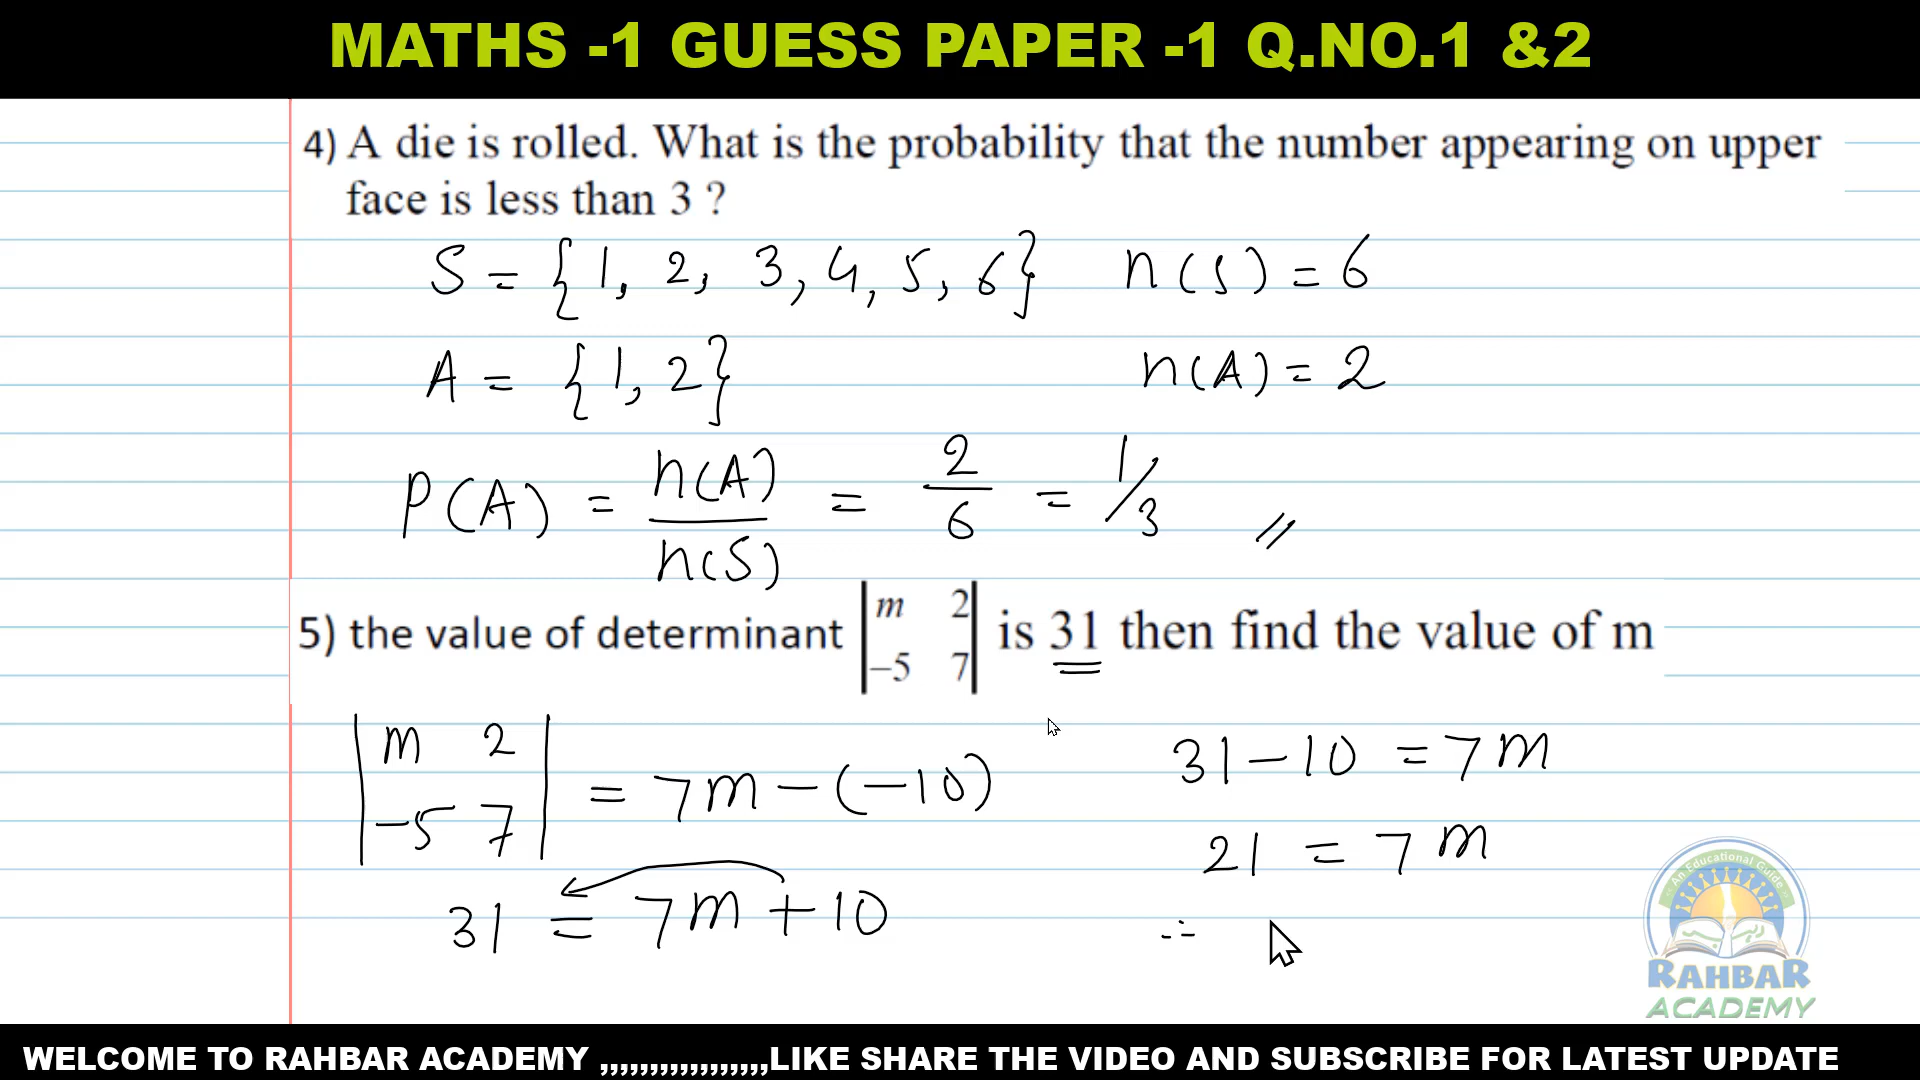 MATHS -1 GUESS PAPER -1 Q.NO.1 &2
4) A die is rolled. What is the probability that the number appearing on upper
face is less than 3 ?
S = {1, 2, 3, 4, 5, 6} n(S) = 6
A = {1, 2} n(A) = 2
P(A) = n(A)/n(S) = 2/6 = 1/3 //
5) the value of determinant |m 2| is 31 then find the value of m
|-5 7|
|m 2| = 7m - (-10)
|-5 7|
31 = 7m + 10
31 - 10 = 7m
21 = 7m
∴
An Educational Guide
RAHBAR
ACADEMY
WELCOME TO RAHBAR ACADEMY ,,,,,,,,,,,,,,,,,LIKE SHARE THE VIDEO AND SUBSCRIBE FOR LATEST UPDATE